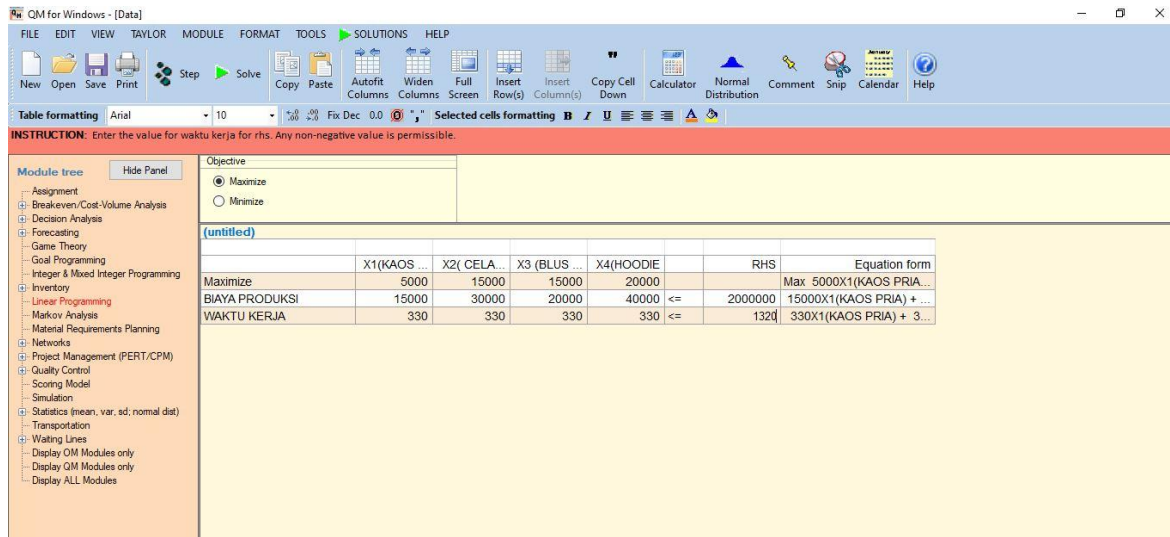 QM for Windows - [Data]
FILE EDIT VIEW TAYLOR MODULE FORMAT TOOLS SOLUTIONS HELP
New Open Save Print Step Solve Copy Paste Autofit Columns Widen Columns Full Screen Insert Row(s) Insert Column(s) Copy Cell Down Calculator Normal Distribution Comment Snip Calendar Help
Table formatting Arial 10 Fix Dec 0.0 "," Selected cells formatting B I U A
INSTRUCTION: Enter the value for waktu kerja for rhs. Any non-negative value is permissible.
Module tree Hide Panel
Assignment
Breakeven/Cost-Volume Analysis
Decision Analysis
Forecasting
Game Theory
Goal Programming
Integer & Mixed Integer Programming
Inventory
Linear Programming
Markov Analysis
Material Requirements Planning
Networks
Project Management (PERT/CPM)
Quality Control
Scoring Model
Simulation
Statistics (mean, var, sd; normal dist)
Transportation
Waiting Lines
Display OM Modules only
Display QM Modules only
Display ALL Modules
Objective
Maximize
Minimize
(untitled)
X1(KAOS ... X2( CELA... X3 (BLUS ... X4(HOODIE RHS Equation form
Maximize 5000 15000 15000 20000 Max 5000X1(KAOS PRIA...
BIAYA PRODUKSI 15000 30000 20000 40000 <= 2000000 15000X1(KAOS PRIA) + ...
WAKTU KERJA 330 330 330 330 <= 1320 330X1(KAOS PRIA) + 3...